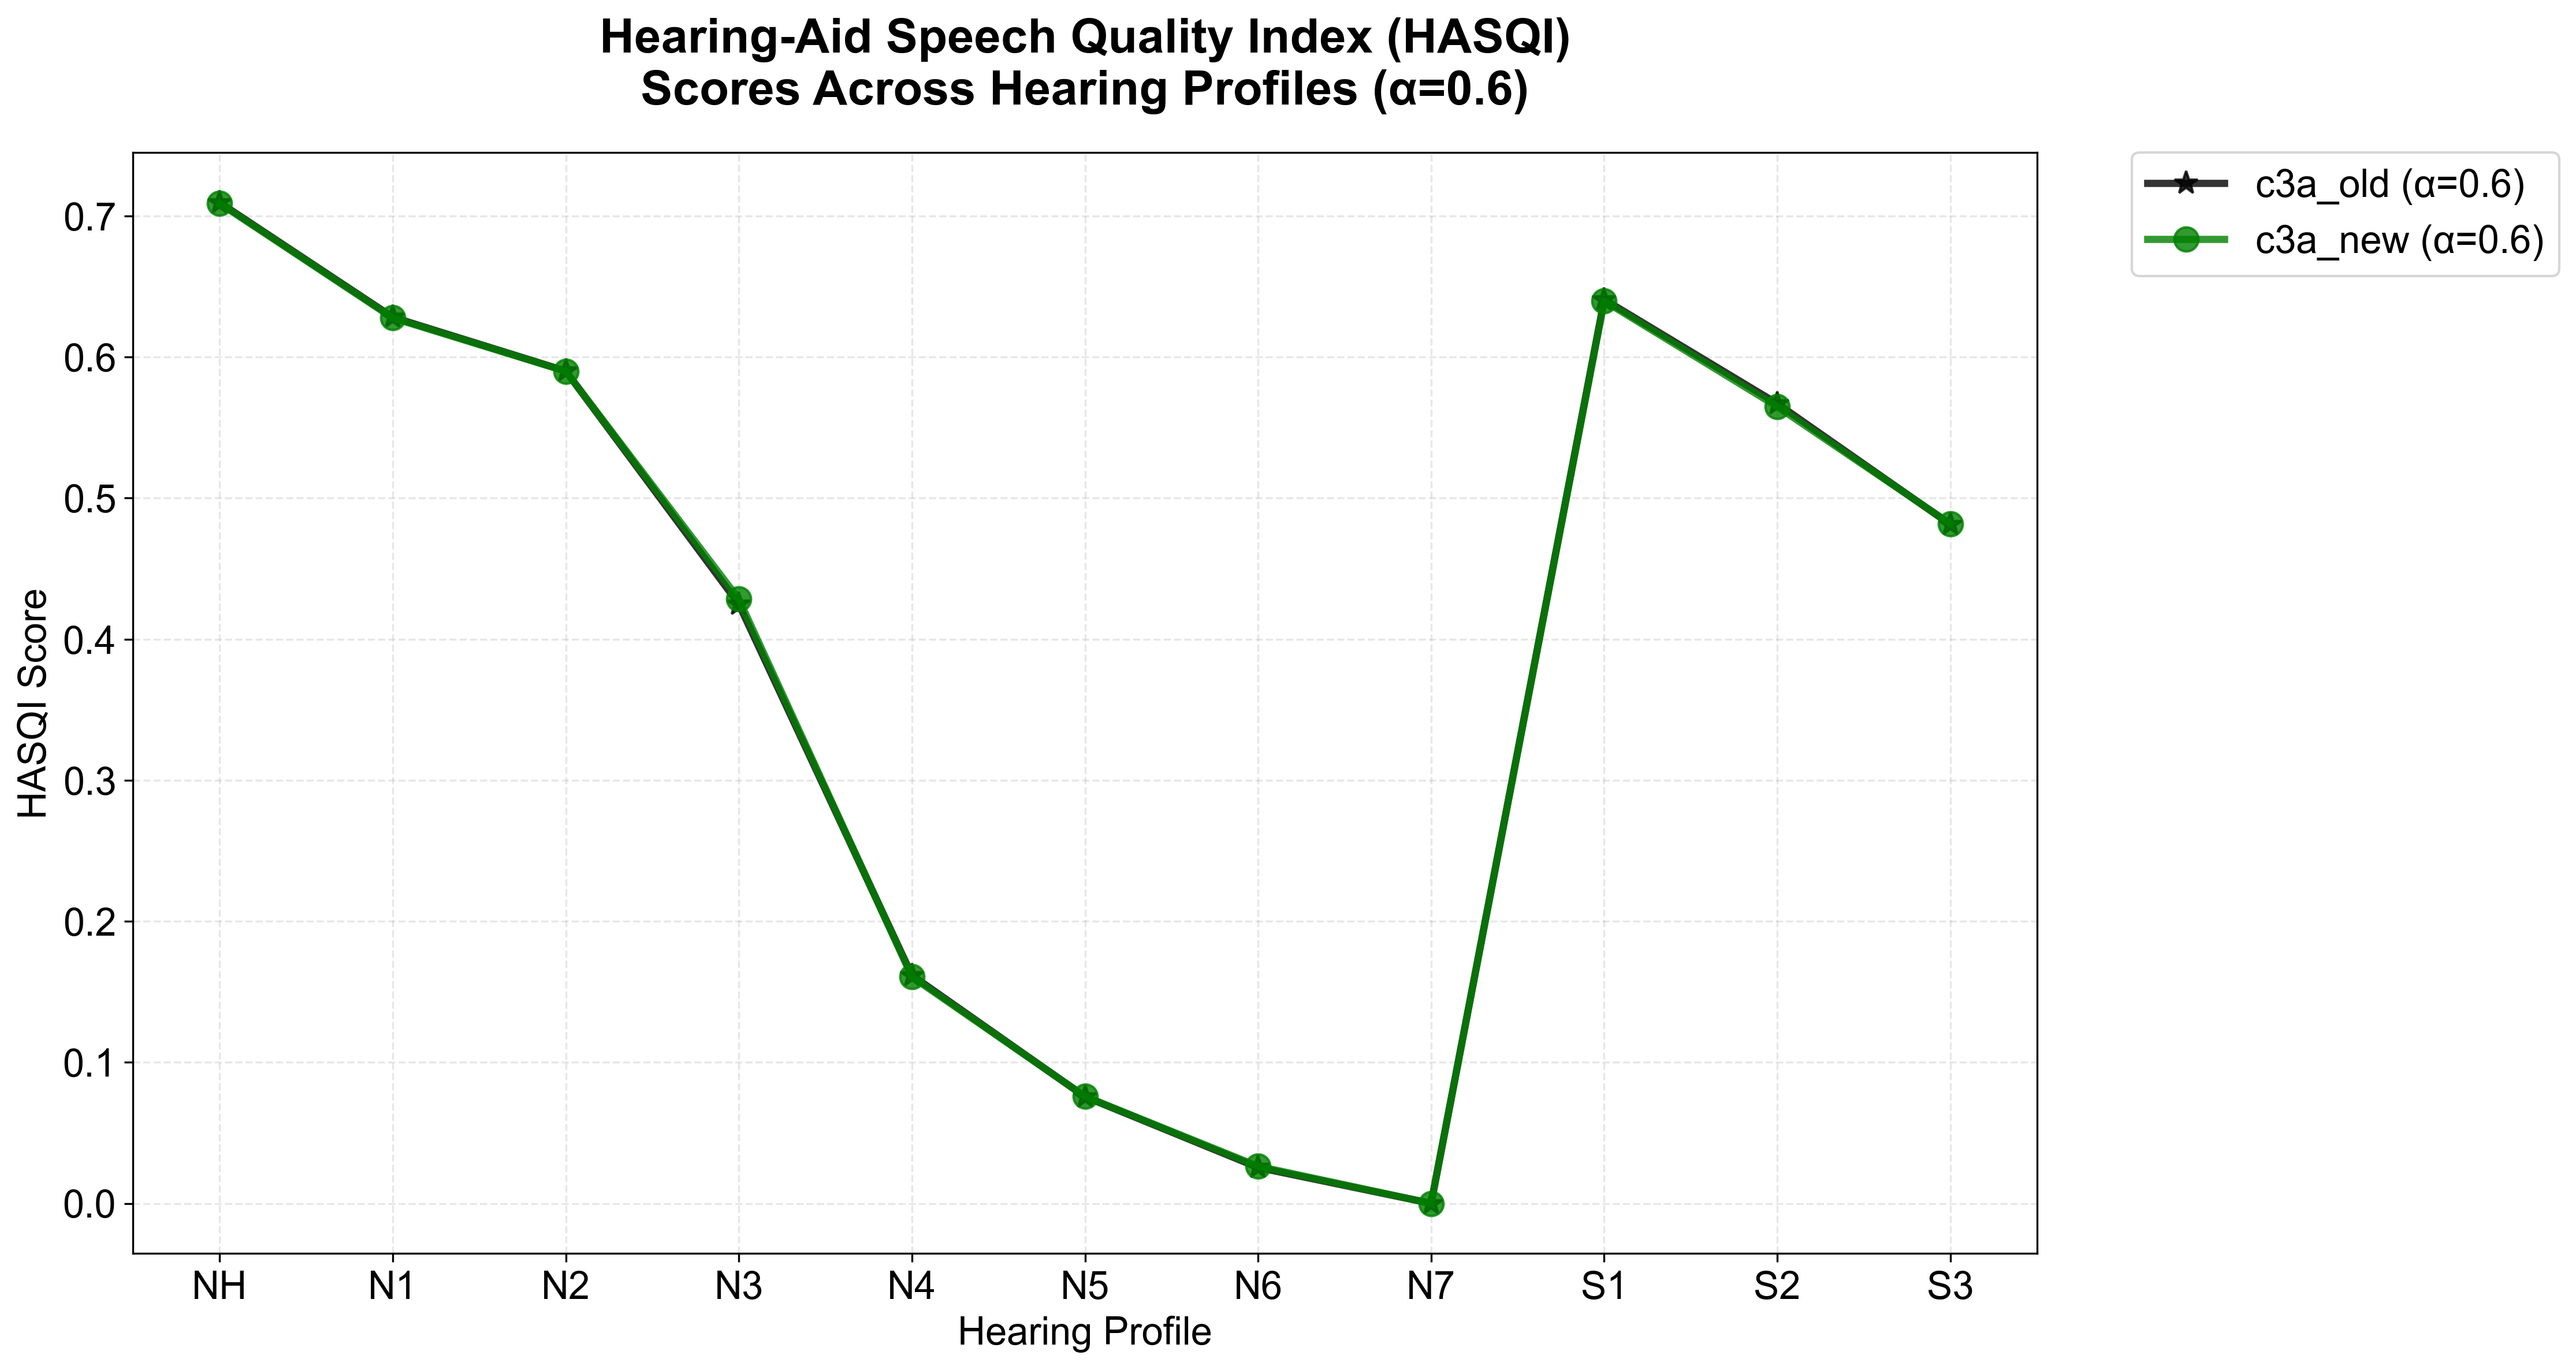 Hearing-Aid Speech Quality Index (HASQI)
Scores Across Hearing Profiles (α=0.6)
c3a_old (α=0.6)
c3a_new (α=0.6)
HASQI Score
0.7
0.6
0.5
0.4
0.3
0.2
0.1
0.0
NH N1 N2 N3 N4 N5 N6 N7 S1 S2 S3
Hearing Profile